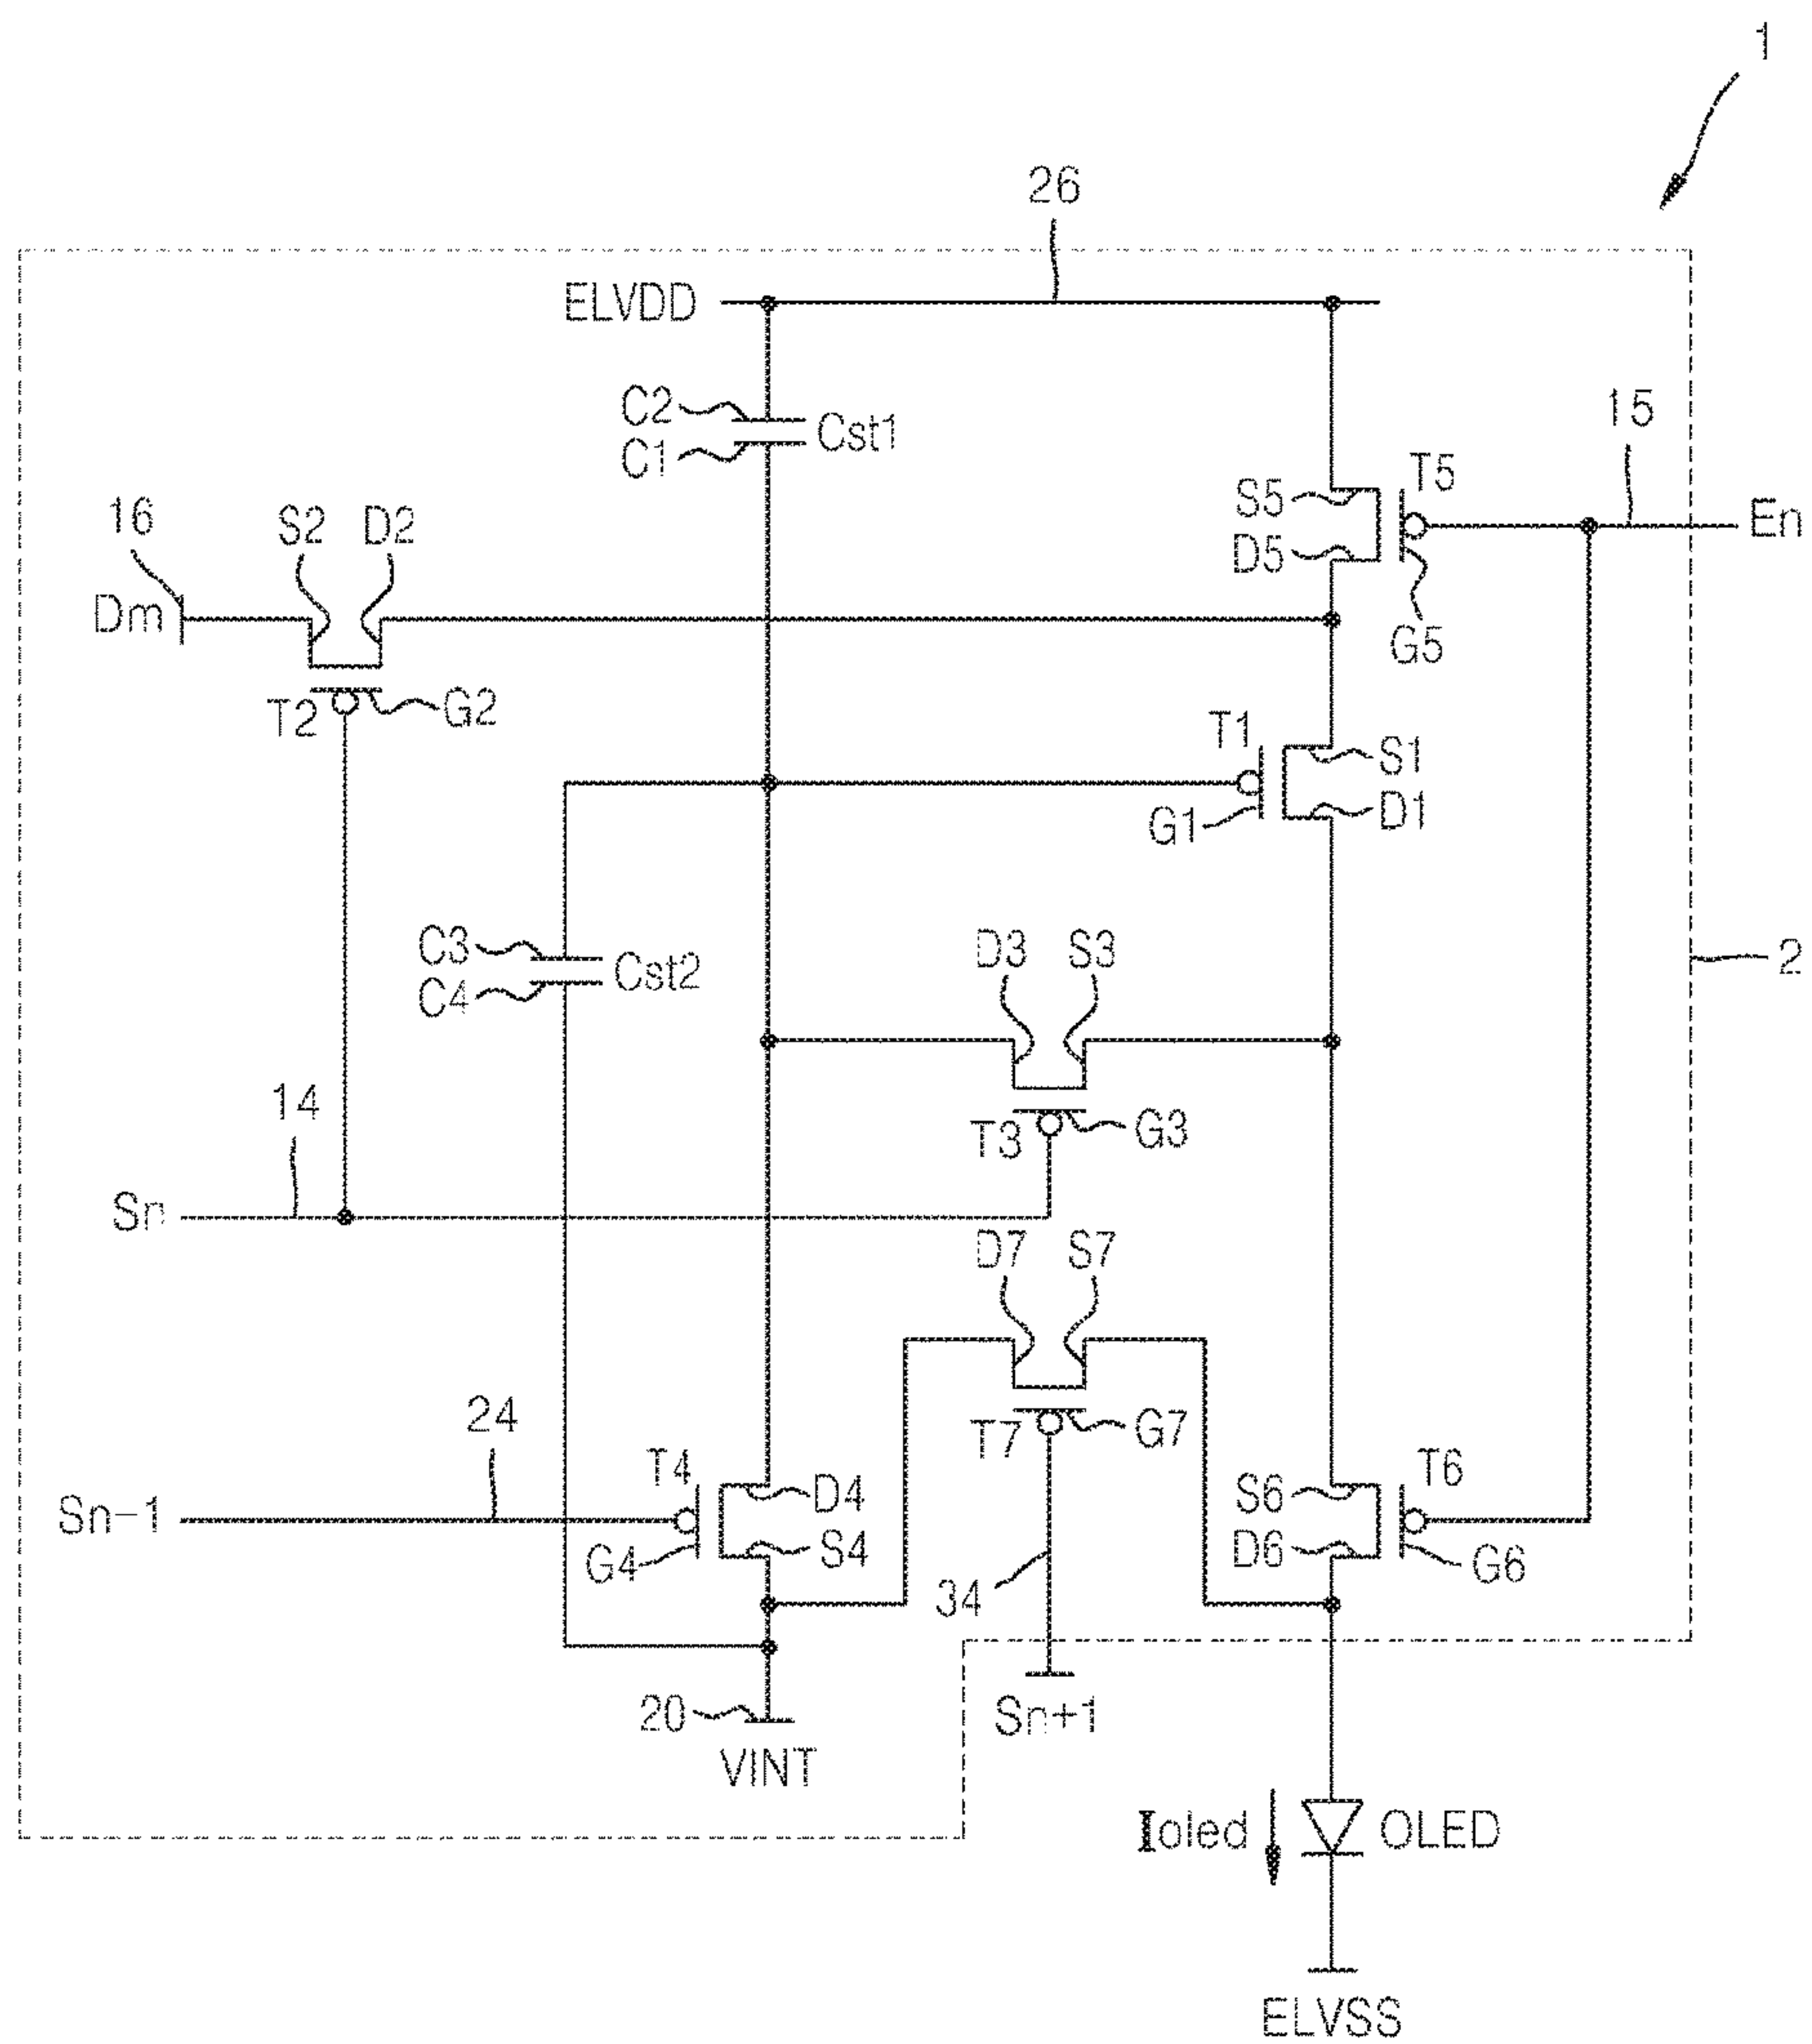 1
26
ELVDD
C2
C1
Cst1
15
T5
S5
D5
En
16
S2
D2
Dm
G5
T2
G2
T1
S1
G1
D1
C3
C4
Cst2
D3
S3
2
14
T3
G3
Sn
D7
S7
24
T7
G7
T4
D4
S6
T6
Sn-1
G4
S4
D6
G6
34
20
Sn+1
VINT
Ioled
OLED
ELVSS